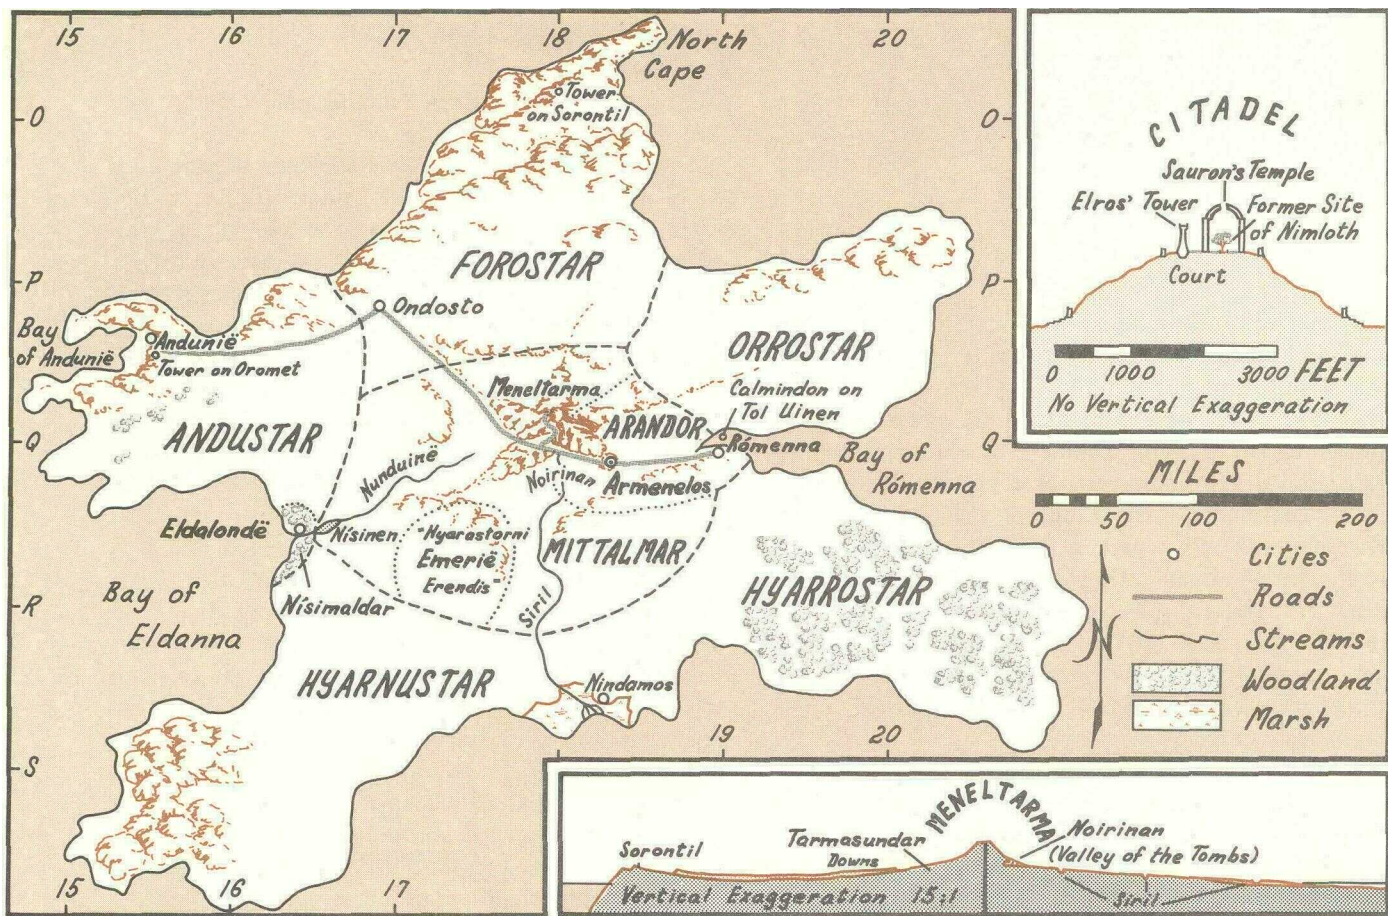 15 16 17 18 20
North
Cape
Tower
on Sorontil
O
O
FOROSTAR
P
P
Ondosto
Bay
of Andunië
Andunië
Tower on Oromet
ORROSTAR
Meneltarma
Calmindon on
Tol Uinen
ANDUSTAR
ARANDOR
Q
Q
Rómenna
Bay of
Rómenna
Nunduinë
Noirinan
Armenelos
Eldalondë
Nísinen
"Hyarastorni
Emerië
Erendis"
MITTALMAR
HYARROSTAR
Bay of
Eldanna
Nísimaldar
Siril
R
HYARNUSTAR
Nindamos
S
19 20
15 16 17
CITADEL
Sauron's Temple
Elros' Tower
Former Site
of Nimloth
Court
0 1000 3000 FEET
No Vertical Exaggeration
MILES
0 50 100 200
Cities
Roads
N
Streams
Woodland
Marsh
MENELTARMA
Sorontil
Tarmasundar
Downs
Noirinan
(Valley of the Tombs)
Vertical Exaggeration 15:1
Siril